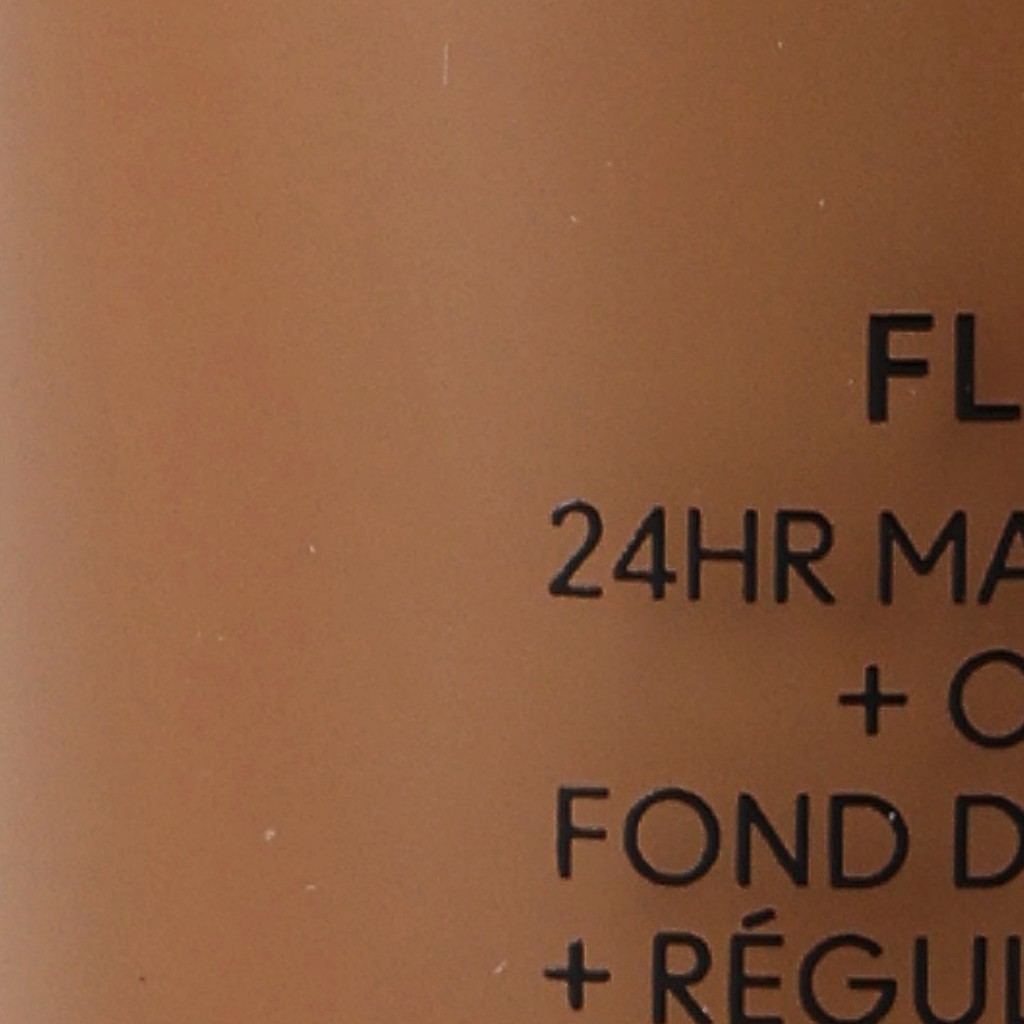 FL
24HR MA
+ O
FOND D
+ RÉGUL